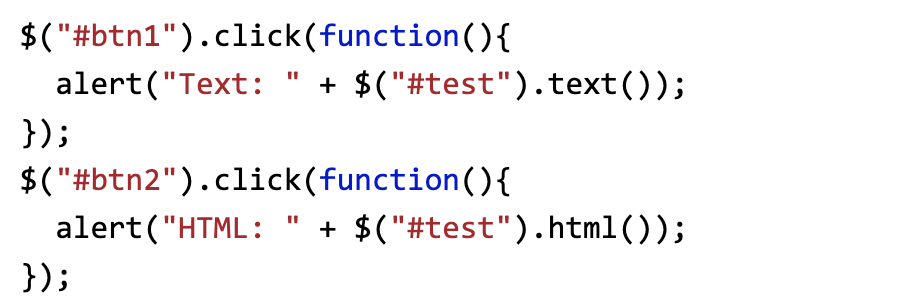 $("#btn1").click(function(){
  alert("Text: " + $("#test").text());
});
$("#btn2").click(function(){
  alert("HTML: " + $("#test").html());
});